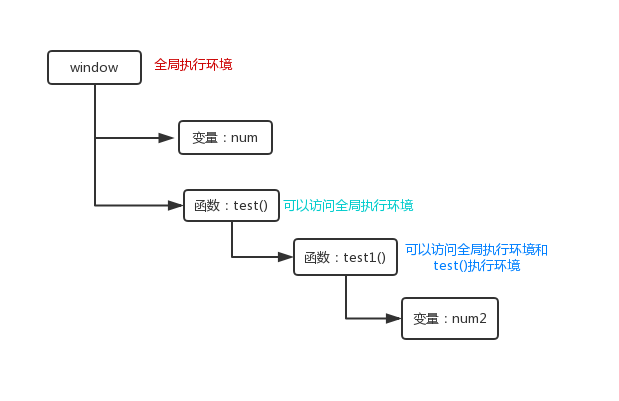 window
全局执行环境
变量：num
函数：test()
可以访问全局执行环境
函数：test1()
可以访问全局执行环境和
test()执行环境
变量：num2